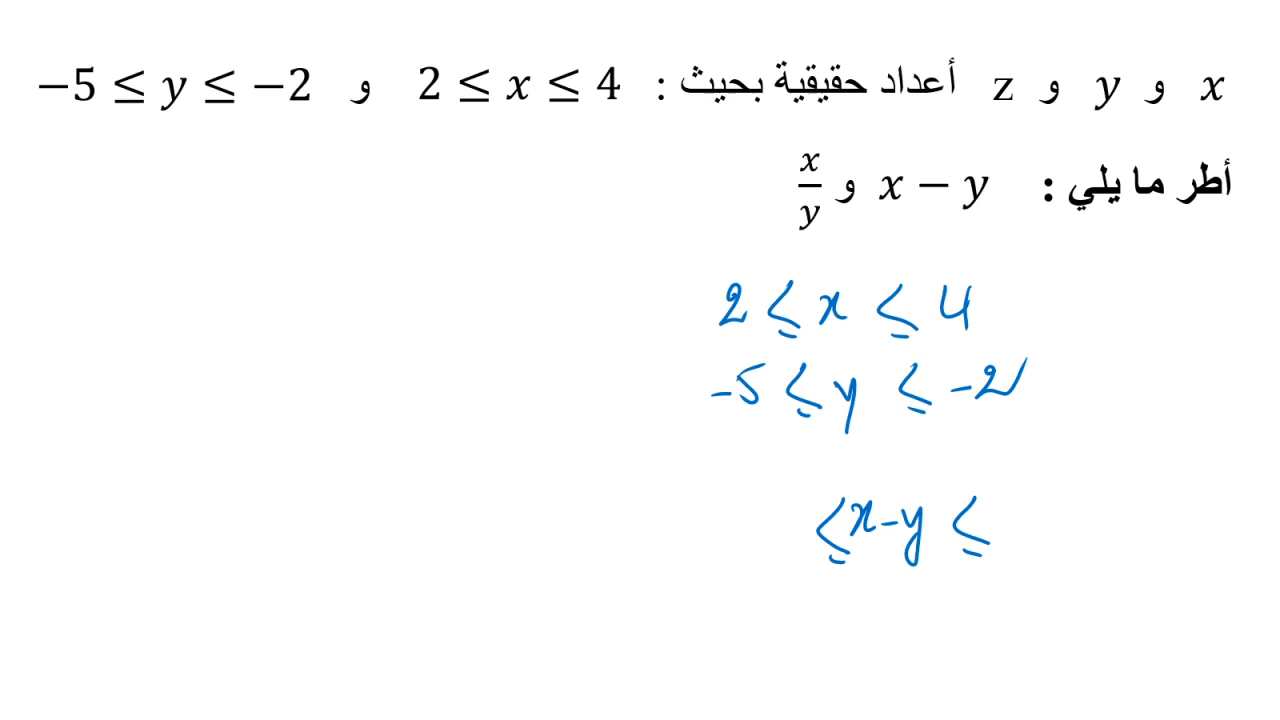 x و y و z أعداد حقيقية بحيث : 2 ≤ x ≤ 4 و −5 ≤ y ≤ −2
أطر ما يلي : x − y و x/y
2 ≤ x ≤ 4
-5 ≤ y ≤ -2
≤ x-y ≤